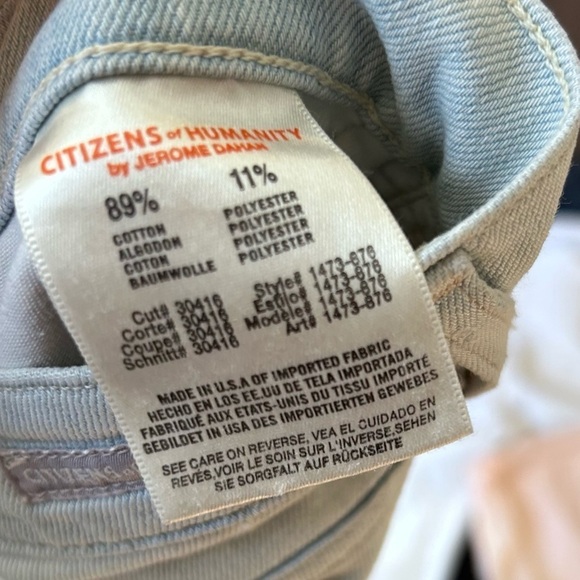 CITIZENS of HUMANITY
by JEROME DAHAN
89% 11%
COTTON POLYESTER
ALGODON POLYESTER
COTON POLYESTER
BAUMWOLLE POLYESTER
Cut# 30416 Style# 1473-876
Corte# 30416 Estilo# 1473-876
Coupe# 30416 Modele# 1473-876
Schnitt# 30416 Art# 1473-876
MADE IN U.S.A OF IMPORTED FABRIC
HECHO EN LOS EE.UU DE TELA IMPORTADA
FABRIQUÉ AUX ETATS-UNIS DU TISSU IMPORTÉ
GEBILDET IN USA DES IMPORTIERTEN GEWEBES
SEE CARE ON REVERSE, VEA EL CUIDADO EN
REVÉS,VOIR LE SOIN SUR L'INVERSE,SEHEN
SIE SORGFALT AUF RÜCKSEITE
CITIZENS